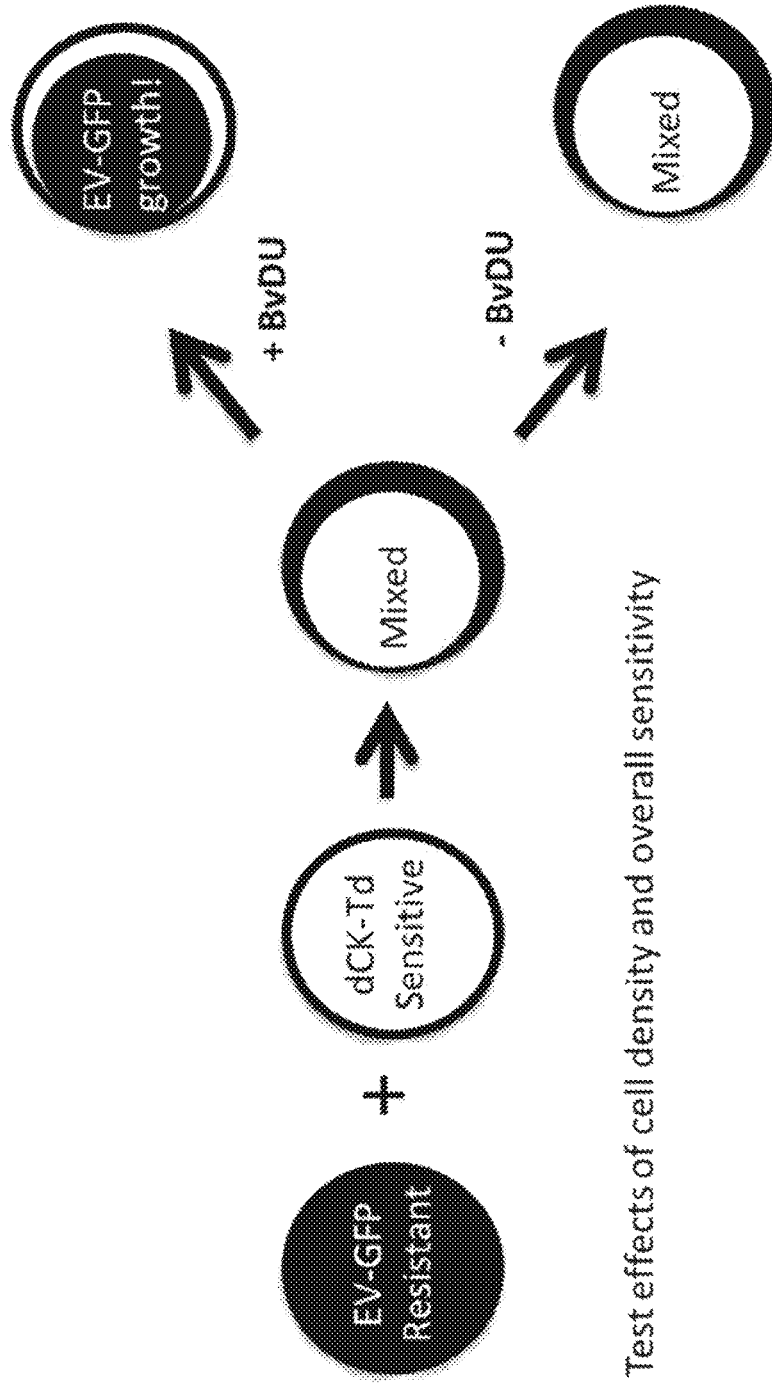 EV-GFP
Resistant
+
dCK-Td
Sensitive
Mixed
+ BvDU
EV-GFP
growth!
- BvDU
Mixed
Test effects of cell density and overall sensitivity